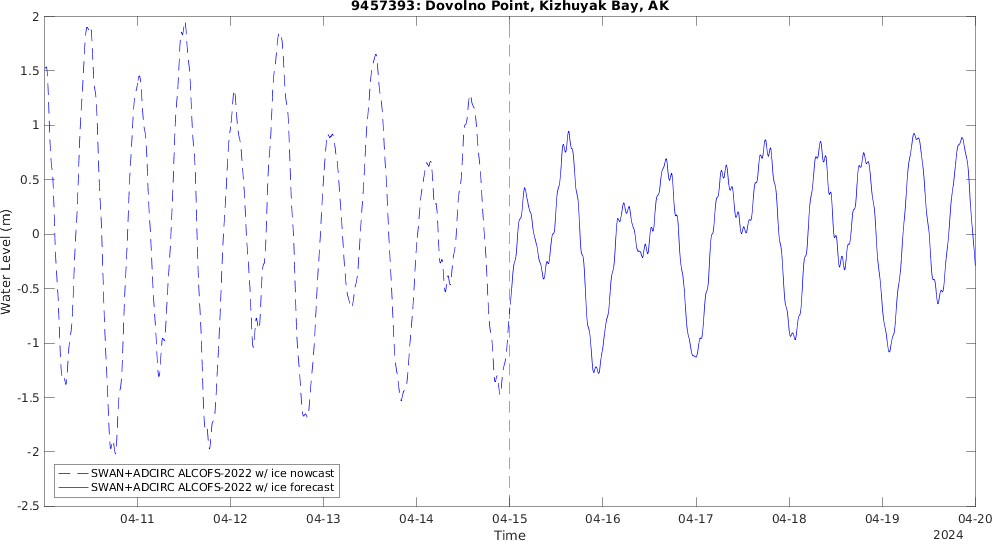 9457393: Dovolno Point, Kizhuyak Bay, AK
Water Level (m)
2
1.5
1
0.5
0
-0.5
-1
-1.5
-2
-2.5
SWAN+ADCIRC ALCOFS-2022 w/ ice nowcast
SWAN+ADCIRC ALCOFS-2022 w/ ice forecast
04-11 04-12 04-13 04-14 04-15 04-16 04-17 04-18 04-19 04-20
Time
2024